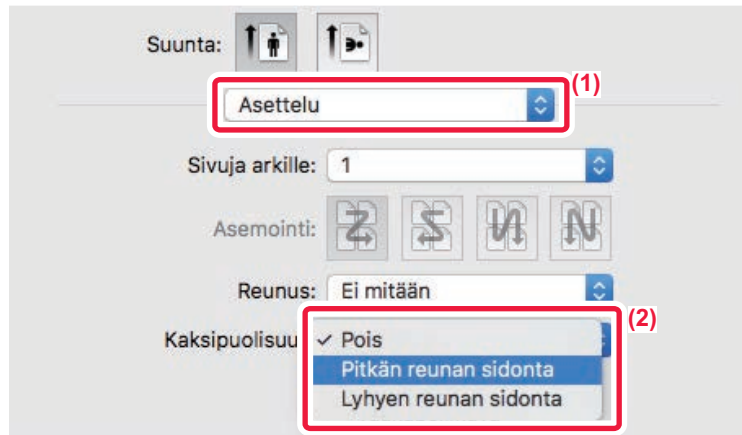 Suunta:
(1)
Asettelu
Sivuja arkille: 1
Asemointi:
Reunus: Ei mitään
(2)
Kaksipuolisuu ✓ Pois
Pitkän reunan sidonta
Lyhyen reunan sidonta